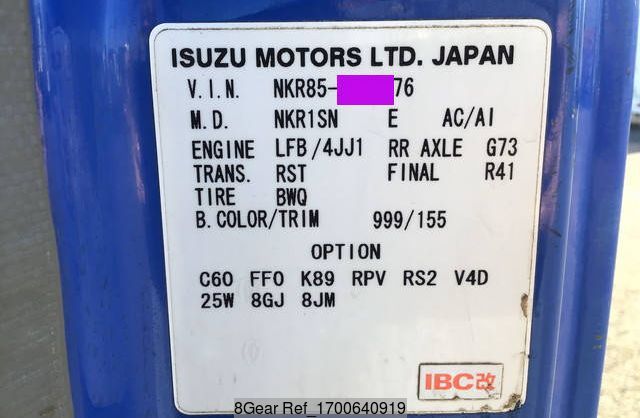 ISUZU MOTORS LTD. JAPAN
V.I.N. NKR85- 76
M.D. NKR1SN E AC/AI
ENGINE LFB/4JJ1 RR AXLE G73
TRANS. RST FINAL R41
TIRE BWQ
B.COLOR/TRIM 999/155
OPTION
C60 FF0 K89 RPV RS2 V4D
25W 8GJ 8JM
IBC改
8Gear Ref_1700640919